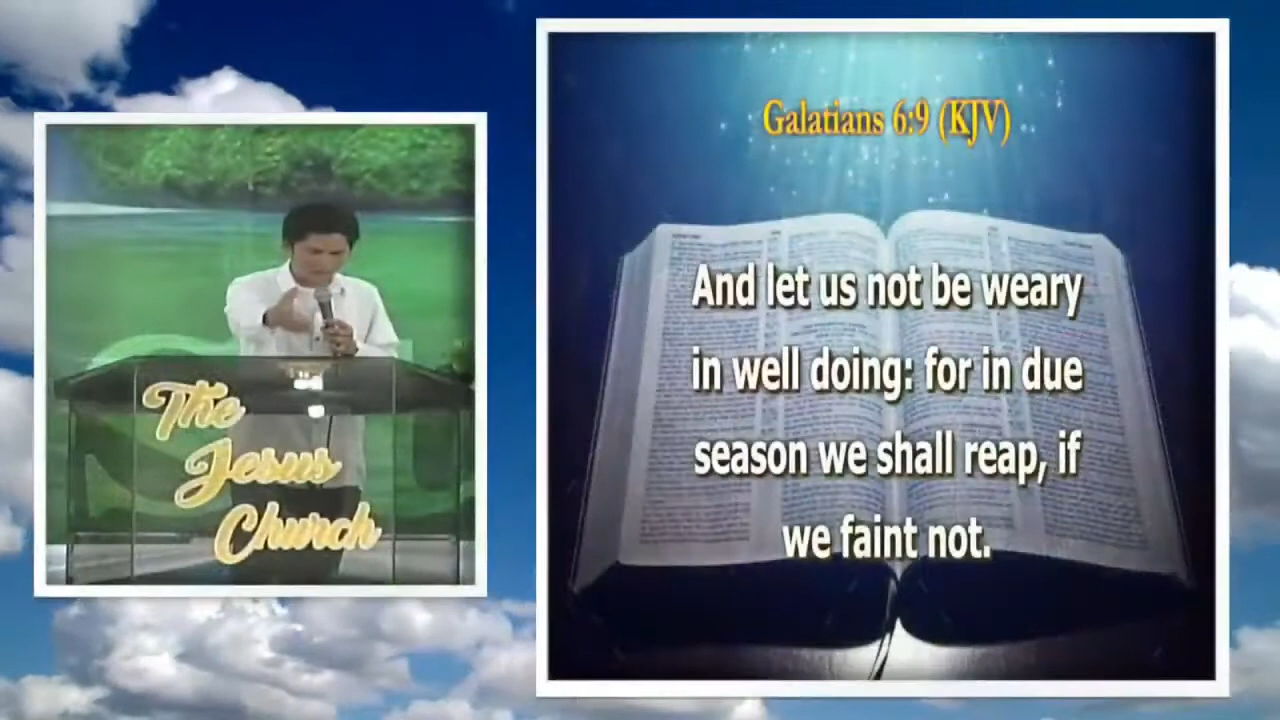 The
Jesus
Church
Galatians 6:9 (KJV)
And let us not be weary
in well doing: for in due
season we shall reap, if
we faint not.